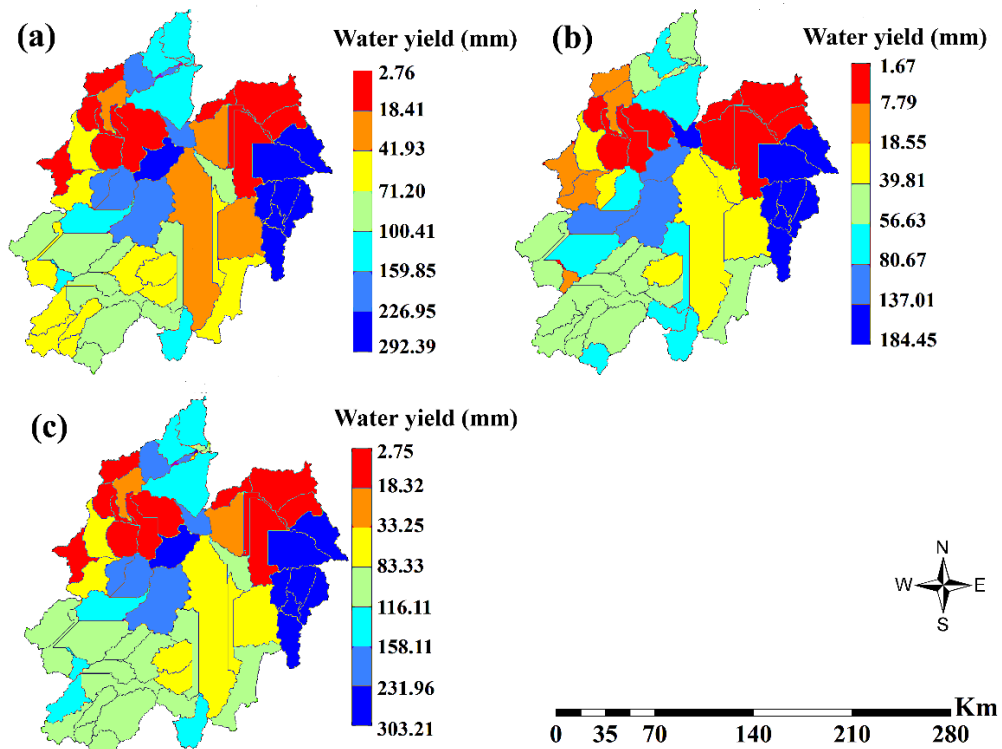 (a)
Water yield (mm)
2.76
18.41
41.93
71.20
100.41
159.85
226.95
292.39
(b)
Water yield (mm)
1.67
7.79
18.55
39.81
56.63
80.67
137.01
184.45
(c)
Water yield (mm)
2.75
18.32
33.25
83.33
116.11
158.11
231.96
303.21
N
W E
S
Km
0 35 70 140 210 280